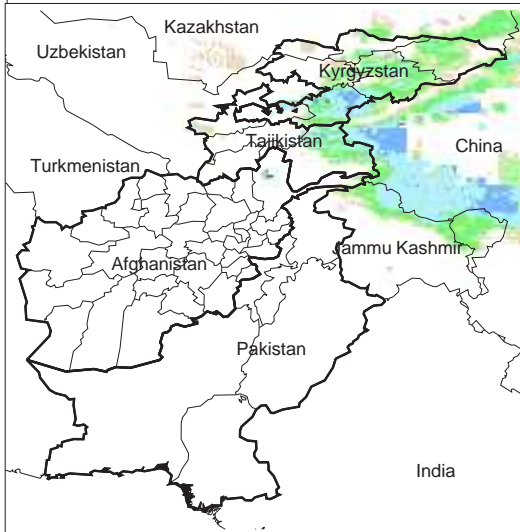 Kazakhstan
Uzbekistan
Kyrgyzstan
Tajikistan
China
Turkmenistan
Jammu Kashmir
Afghanistan
Pakistan
India